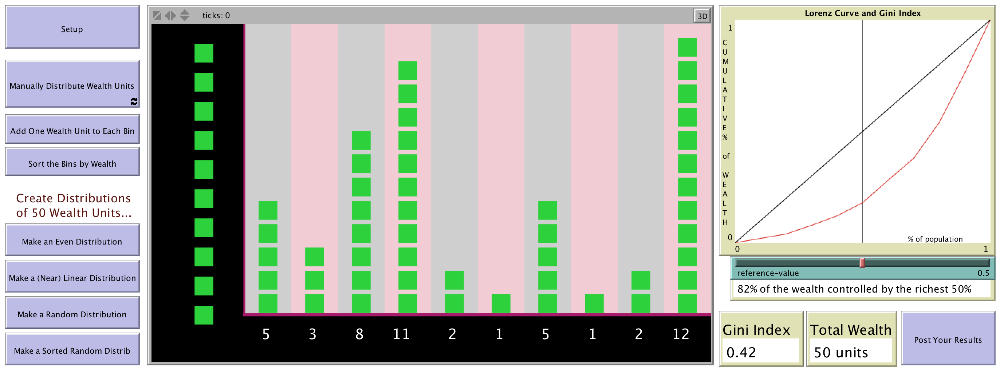 Setup
Manually Distribute Wealth Units
Add One Wealth Unit to Each Bin
Sort the Bins by Wealth
Create Distributions
of 50 Wealth Units...
Make an Even Distribution
Make a (Near) Linear Distribution
Make a Random Distribution
Make a Sorted Random Distrib
ticks: 0
3D
5 3 8 11 2 1 5 1 2 12
Lorenz Curve and Gini Index
1
CUMULATIVE% of WEALTH
0
% of population
0 1
reference-value 0.5
82% of the wealth controlled by the richest 50%
Gini Index
0.42
Total Wealth
50 units
Post Your Results